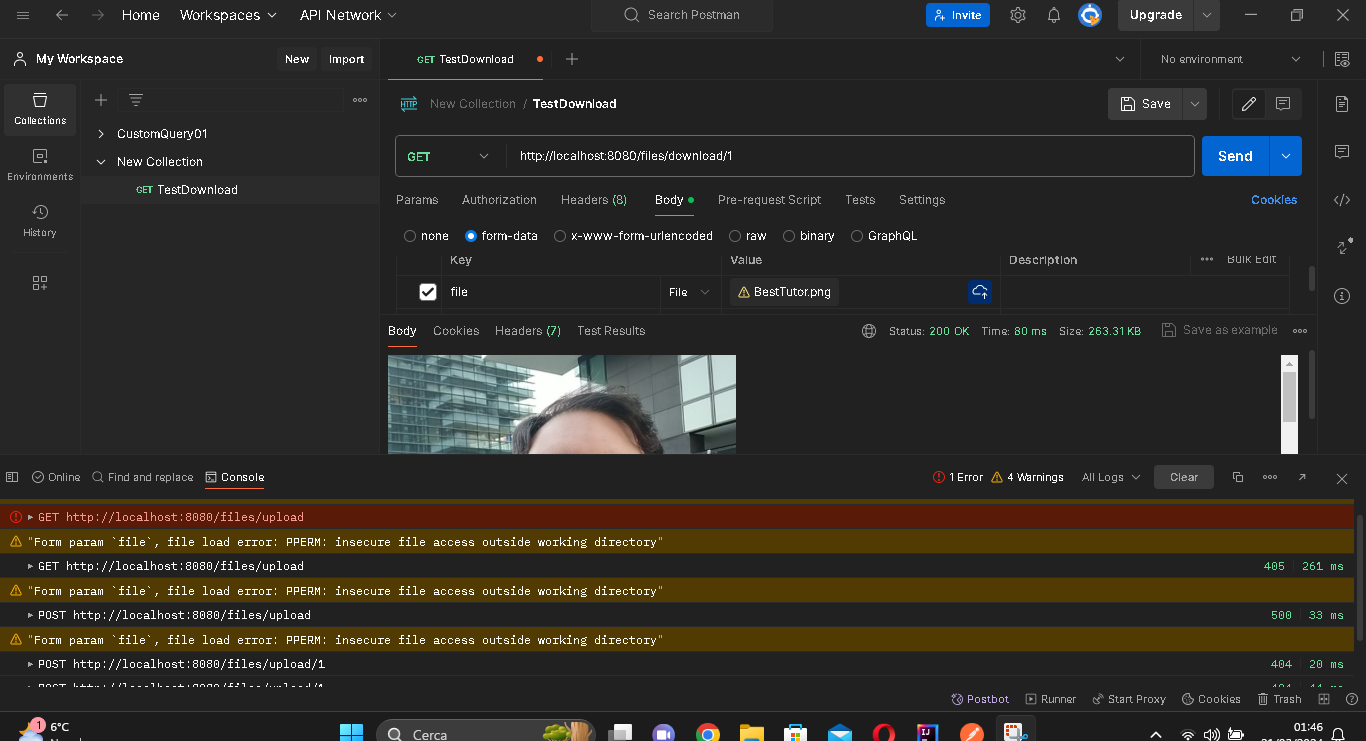 Home Workspaces API Network Search Postman Invite Upgrade
My Workspace New Import GET TestDownload No environment
Collections
Environments
History
CustomQuery01
New Collection
GET TestDownload
HTTP New Collection / TestDownload Save
GET http://localhost:8080/files/download/1 Send
Params Authorization Headers (8) Body Pre-request Script Tests Settings Cookies
none form-data x-www-form-urlencoded raw binary GraphQL
Key Value Description Bulk Edit
file File BestTutor.png
Body Cookies Headers (7) Test Results Status: 200 OK Time: 80 ms Size: 263.31 KB Save as example
Online Find and replace Console 1 Error 4 Warnings All Logs Clear
GET http://localhost:8080/files/upload
"Form param `file`, file load error: PPERM: insecure file access outside working directory"
GET http://localhost:8080/files/upload 405 261 ms
"Form param `file`, file load error: PPERM: insecure file access outside working directory"
POST http://localhost:8080/files/upload 500 33 ms
"Form param `file`, file load error: PPERM: insecure file access outside working directory"
POST http://localhost:8080/files/upload/1 404 20 ms
POST http://localhost:8080/files/upload/1
Postbot Runner Start Proxy Cookies Trash
1 6°C Cerca 01:46